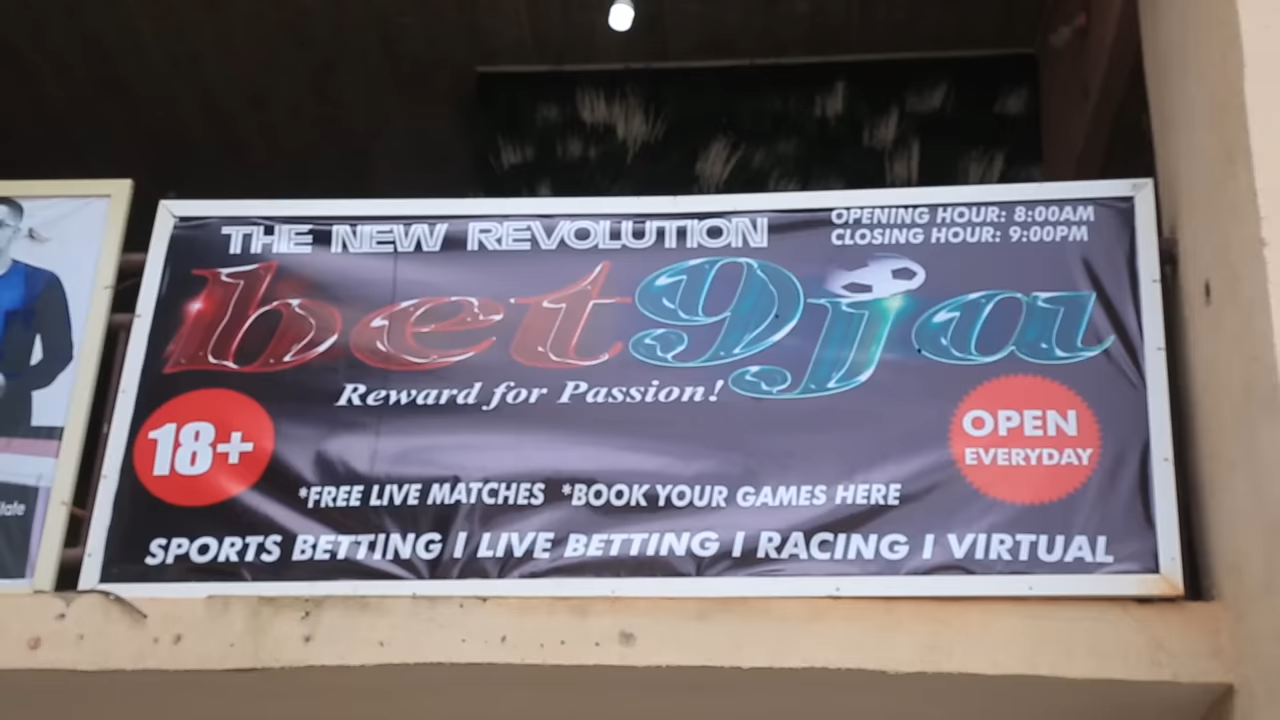 THE NEW REVOLUTION
OPENING HOUR: 8:00AM
CLOSING HOUR: 9:00PM
bet9ja
Reward for Passion!
18+
OPEN
EVERYDAY
*FREE LIVE MATCHES *BOOK YOUR GAMES HERE
SPORTS BETTING I LIVE BETTING I RACING I VIRTUAL